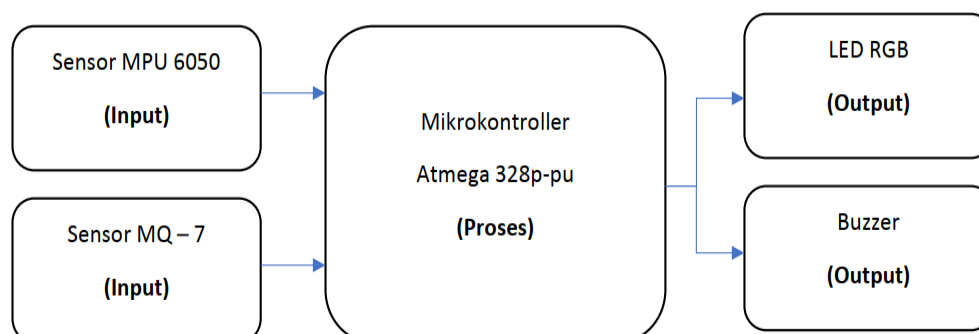 Sensor MPU 6050
(Input)
Sensor MQ – 7
(Input)
Mikrokontroller
Atmega 328p-pu
(Proses)
LED RGB
(Output)
Buzzer
(Output)